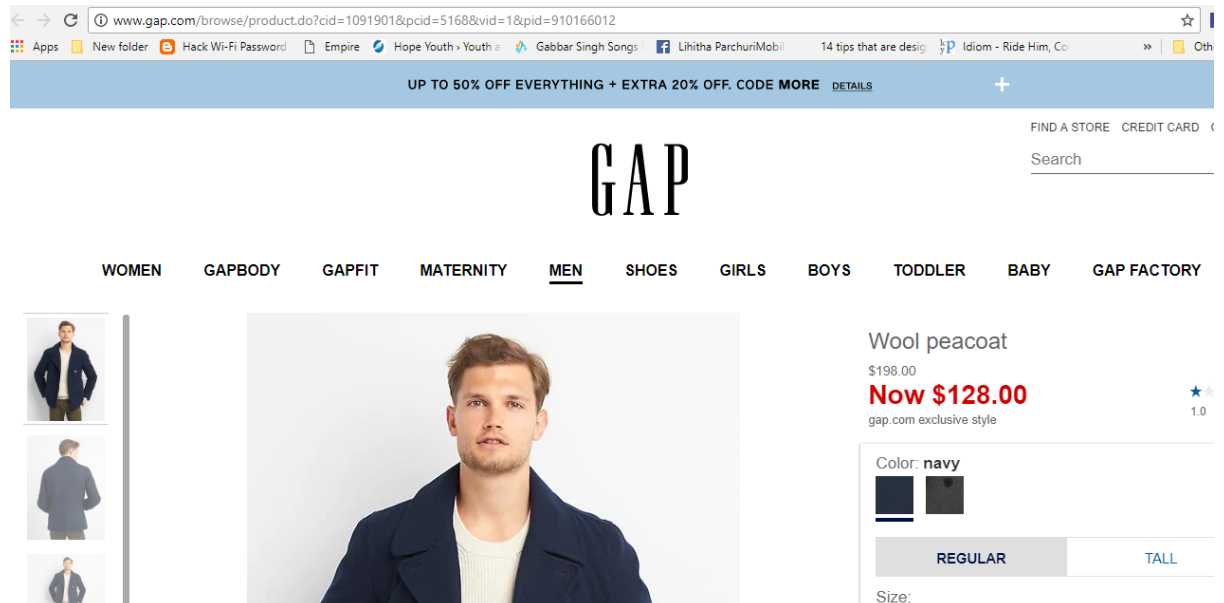 www.gap.com/browse/product.do?cid=1091901&pcid=5168&vid=1&pid=910166012
Apps New folder Hack Wi-Fi Password Empire Hope Youth › Youth Gabbar Singh Songs Lihitha ParchuriMobil 14 tips that are desig Idiom - Ride Him, Co » Oth
UP TO 50% OFF EVERYTHING + EXTRA 20% OFF. CODE MORE DETAILS +
FIND A STORE CREDIT CARD
Search
GAP
WOMEN GAPBODY GAPFIT MATERNITY MEN SHOES GIRLS BOYS TODDLER BABY GAP FACTORY
Wool peacoat
$198.00
Now $128.00
1.0
gap.com exclusive style
Color: navy
REGULAR TALL
Size: